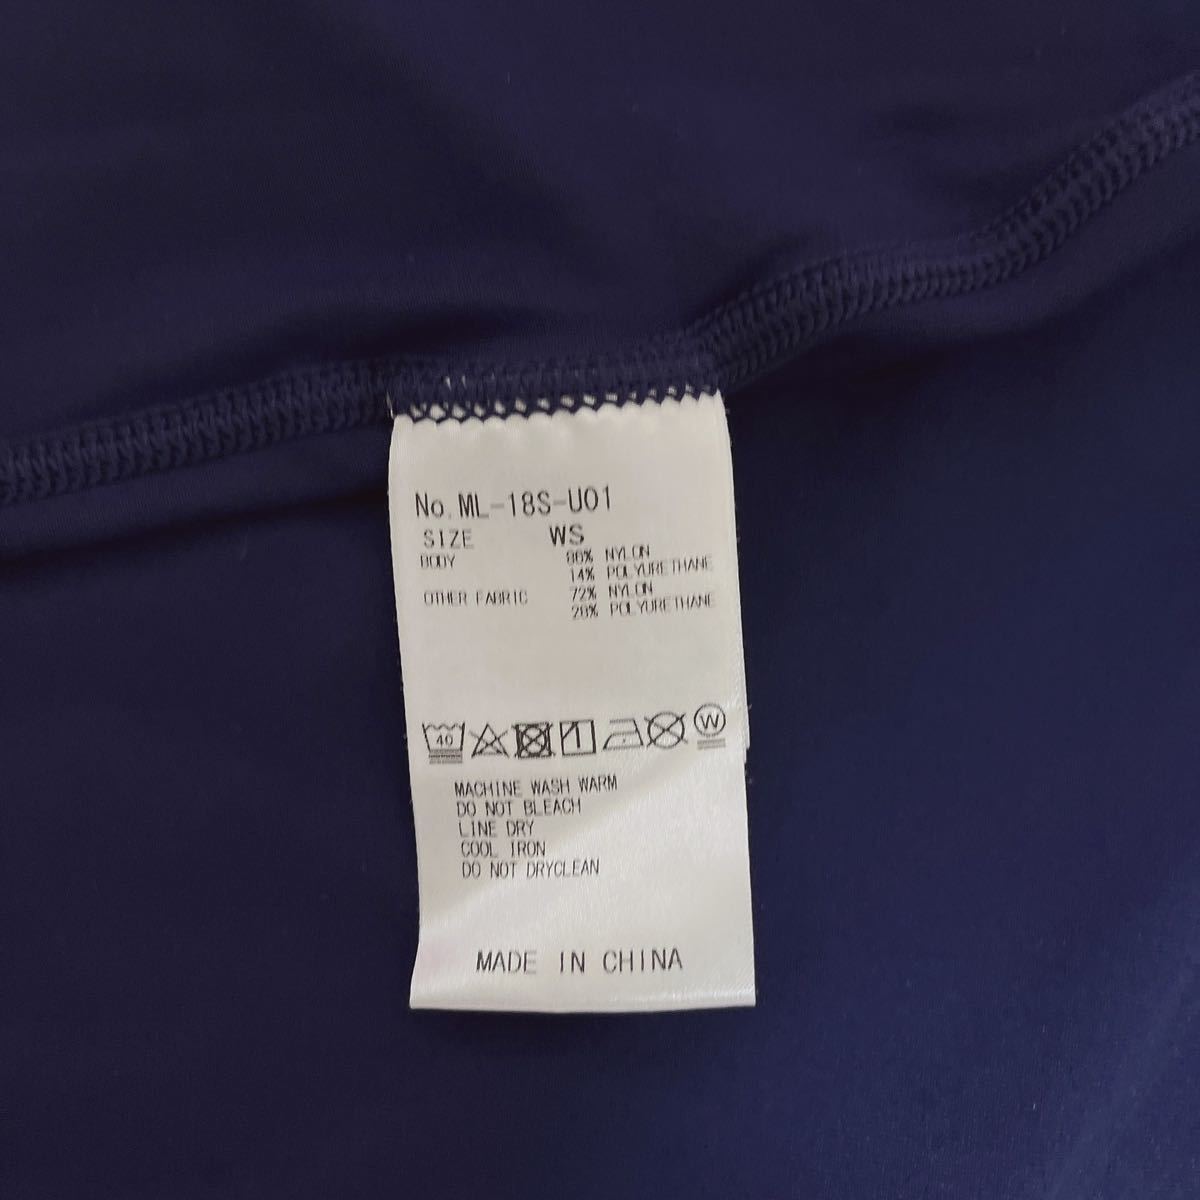 No. ML-18S-U01
SIZE WS
BODY 86% NYLON
14% POLYURETHANE
OTHER FABRIC 72% NYLON
28% POLYURETHANE
40 W
MACHINE WASH WARM
DO NOT BLEACH
LINE DRY
COOL IRON
DO NOT DRYCLEAN
MADE IN CHINA